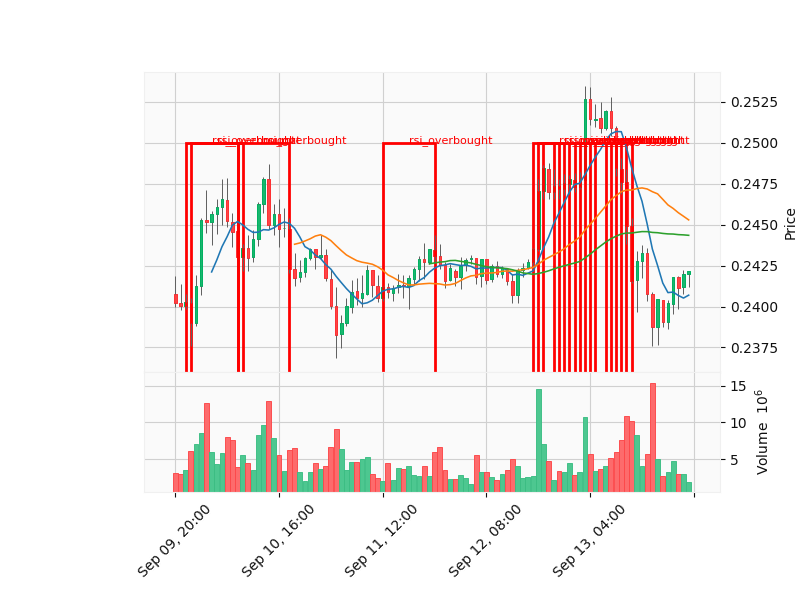 0.2525
0.2500
0.2475
0.2450
0.2425
0.2400
0.2375
Price
rsi_overbought
15
10
5
Volume 10^6
Sep 09, 20:00
Sep 10, 16:00
Sep 11, 12:00
Sep 12, 08:00
Sep 13, 04:00